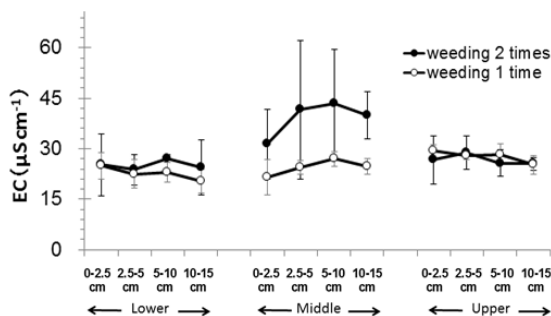 60
45
30
15
0
EC (μS cm⁻¹)
weeding 2 times
weeding 1 time
0-2.5 cm
2.5-5 cm
5-10 cm
10-15 cm
0-2.5 cm
2.5-5 cm
5-10 cm
10-15 cm
0-2.5 cm
2.5-5 cm
5-10 cm
10-15 cm
Lower
Middle
Upper